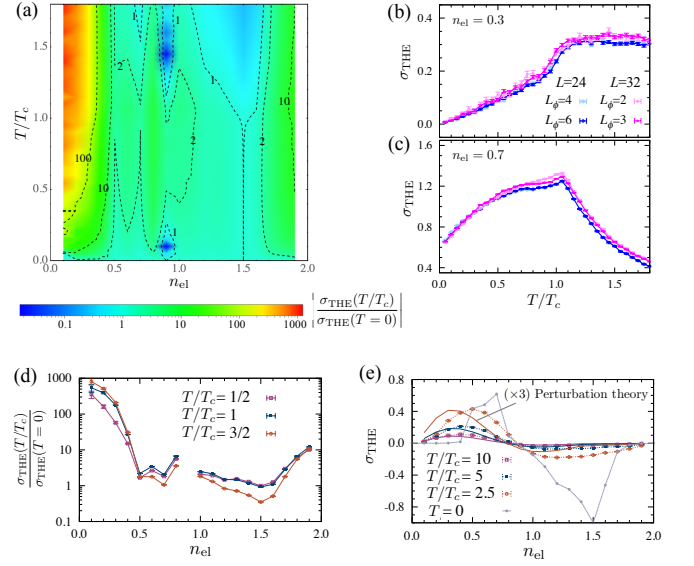 (a)
T/Tc
1.5
1.0
0.5
0.0
0.0
0.5
1.0
1.5
2.0
nel
1
1
2
1
10
2
100
10
1
0.1
1
10
100
1000
|σTHE(T/Tc)
σTHE(T = 0)|
(b)
nel = 0.3
σTHE
0.4
0.2
0.0
L=24
L=32
Lϕ=4
Lϕ=2
Lϕ=6
Lϕ=3
(c)
nel = 0.7
σTHE
1.6
1.2
0.8
0.4
0.0
0.5
1.0
1.5
T/Tc
(d)
σTHE(T/Tc)
σTHE(T = 0)
1000
100
10
1
0.1
T/Tc = 1/2
T/Tc = 1
T/Tc = 3/2
0.0
0.5
1.0
1.5
2.0
nel
(e)
σTHE
0.8
0.4
0.0
-0.4
-0.8
(×3) Perturbation theory
T/Tc = 10
T/Tc = 5
T/Tc = 2.5
T = 0
0.0
0.5
1.0
1.5
2.0
nel